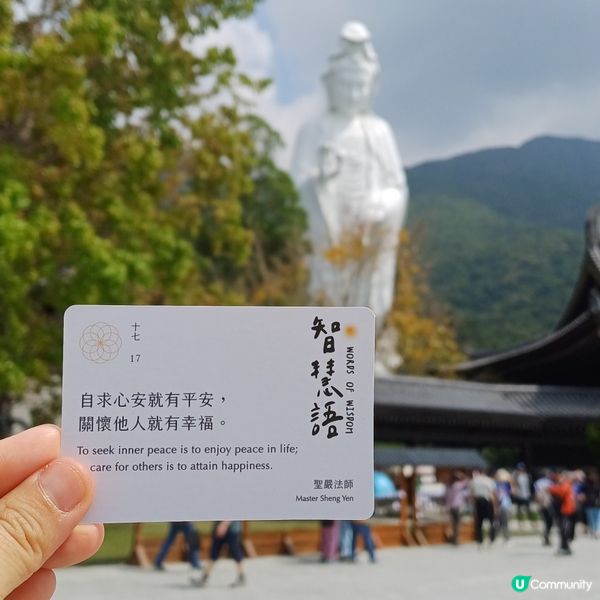 十七
17
智慧語
WORDS OF WISDOM
自求心安就有平安，
關懷他人就有幸福。
To seek inner peace is to enjoy peace in life;
care for others is to attain happiness.
聖嚴法師
Master Sheng Yen
U Community